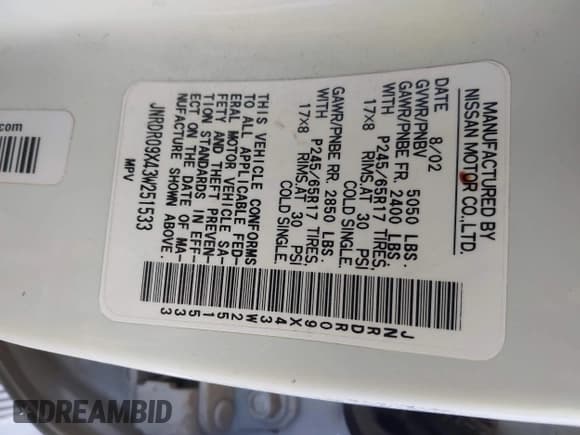 MANUFACTURED BY
NISSAN MOTOR CO.,LTD.
DATE 8/02
GVWR/PNBV 5050 LBS.
GAWR/PNBE FR. 2400 LBS.
WITH P245/65R17 TIRES,
17x8 RIMS,AT 30 PSI
COLD SINGLE.
GAWR/PNBE RR. 2850 LBS.
WITH P245/65R17 TIRES,
17x8 RIMS,AT 30 PSI
COLD SINGLE.
THIS VEHICLE CONFORMS
TO ALL APPLICABLE FED-
ERAL MOTOR VEHICLE SA-
FETY AND THEFT PREVEN-
TION STANDARDS IN EFF-
ECT ON THE DATE OF MA-
NUFACTURE SHOWN ABOVE.
JNRDR09X43W251533
MPV
JNRDR09X43W251533
.com
DREAMBID